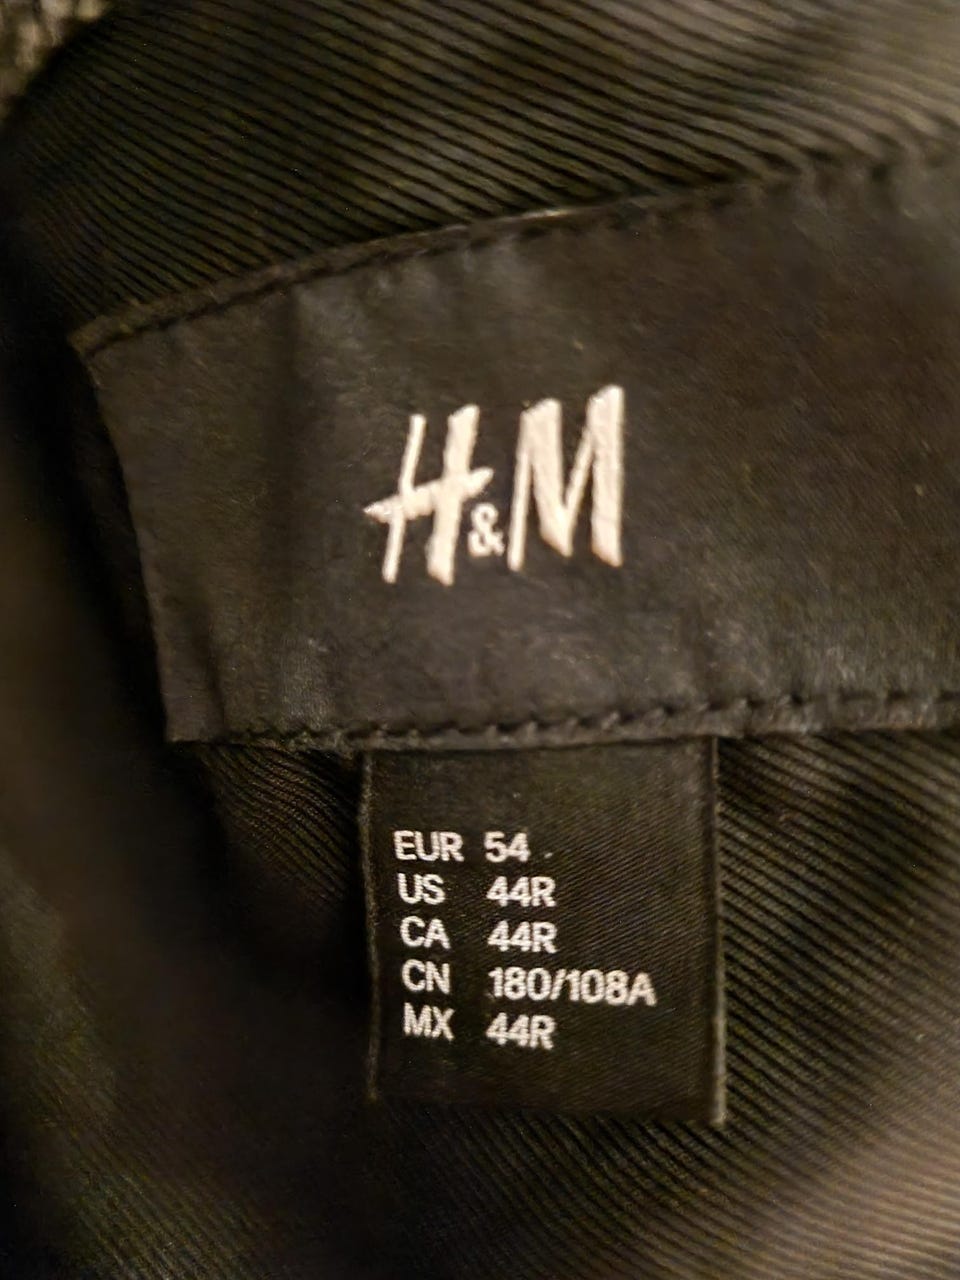 H&M
EUR 54
US 44R
CA 44R
CN 180/108A
MX 44R